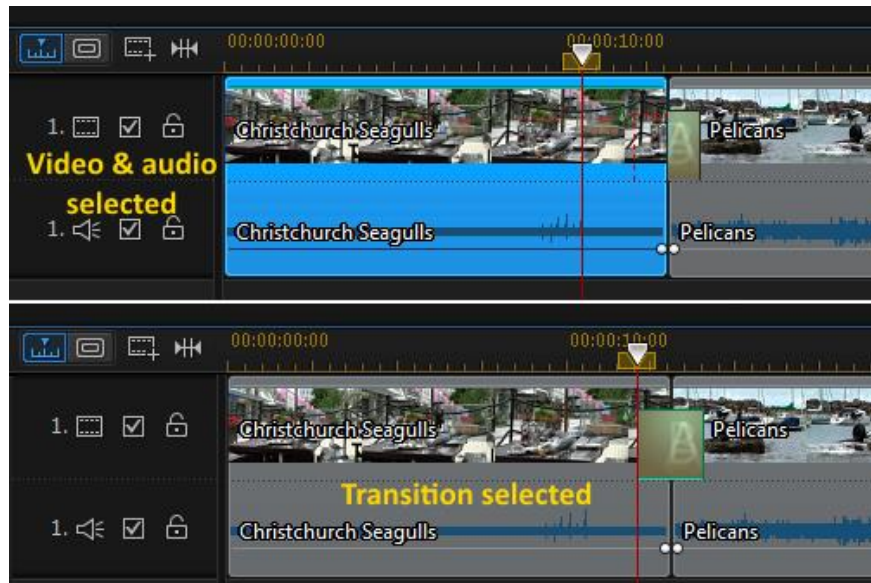 00:00:00:00 00:00:10:00
1.
Christchurch Seagulls Pelicans
Video & audio
selected
1.
Christchurch Seagulls Pelicans
00:00:00:00 00:00:10:00
1.
Christchurch Seagulls Pelicans
A
Transition selected
1.
Christchurch Seagulls Pelicans